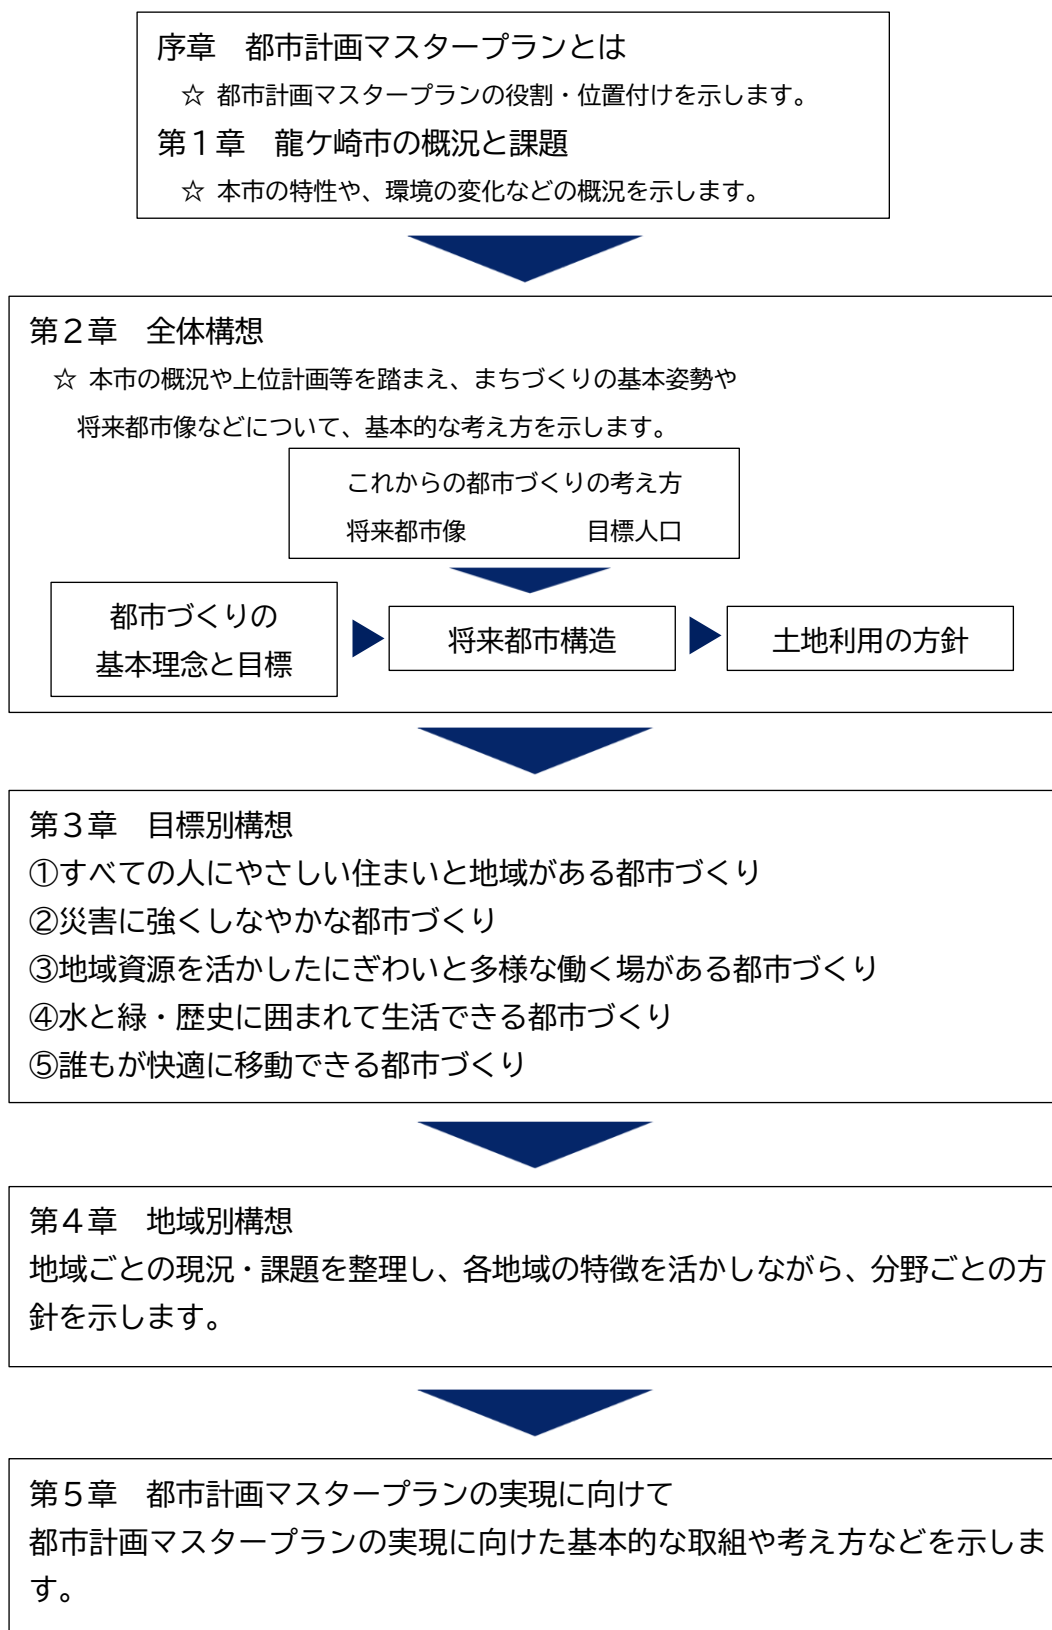 序章　都市計画マスタープランとは
☆ 都市計画マスタープランの役割・位置付けを示します。
第１章　龍ケ崎市の概況と課題
☆ 本市の特性や、環境の変化などの概況を示します。
第２章　全体構想
☆ 本市の概況や上位計画等を踏まえ、まちづくりの基本姿勢や
将来都市像などについて、基本的な考え方を示します。
これからの都市づくりの考え方
将来都市像　　　　　目標人口
都市づくりの
基本理念と目標
将来都市構造
土地利用の方針
第３章　目標別構想
①すべての人にやさしい住まいと地域がある都市づくり
②災害に強くしなやかな都市づくり
③地域資源を活かしたにぎわいと多様な働く場がある都市づくり
④水と緑・歴史に囲まれて生活できる都市づくり
⑤誰もが快適に移動できる都市づくり
第４章　地域別構想
地域ごとの現況・課題を整理し、各地域の特徴を活かしながら、分野ごとの方
針を示します。
第５章　都市計画マスタープランの実現に向けて
都市計画マスタープランの実現に向けた基本的な取組や考え方などを示しま
す。